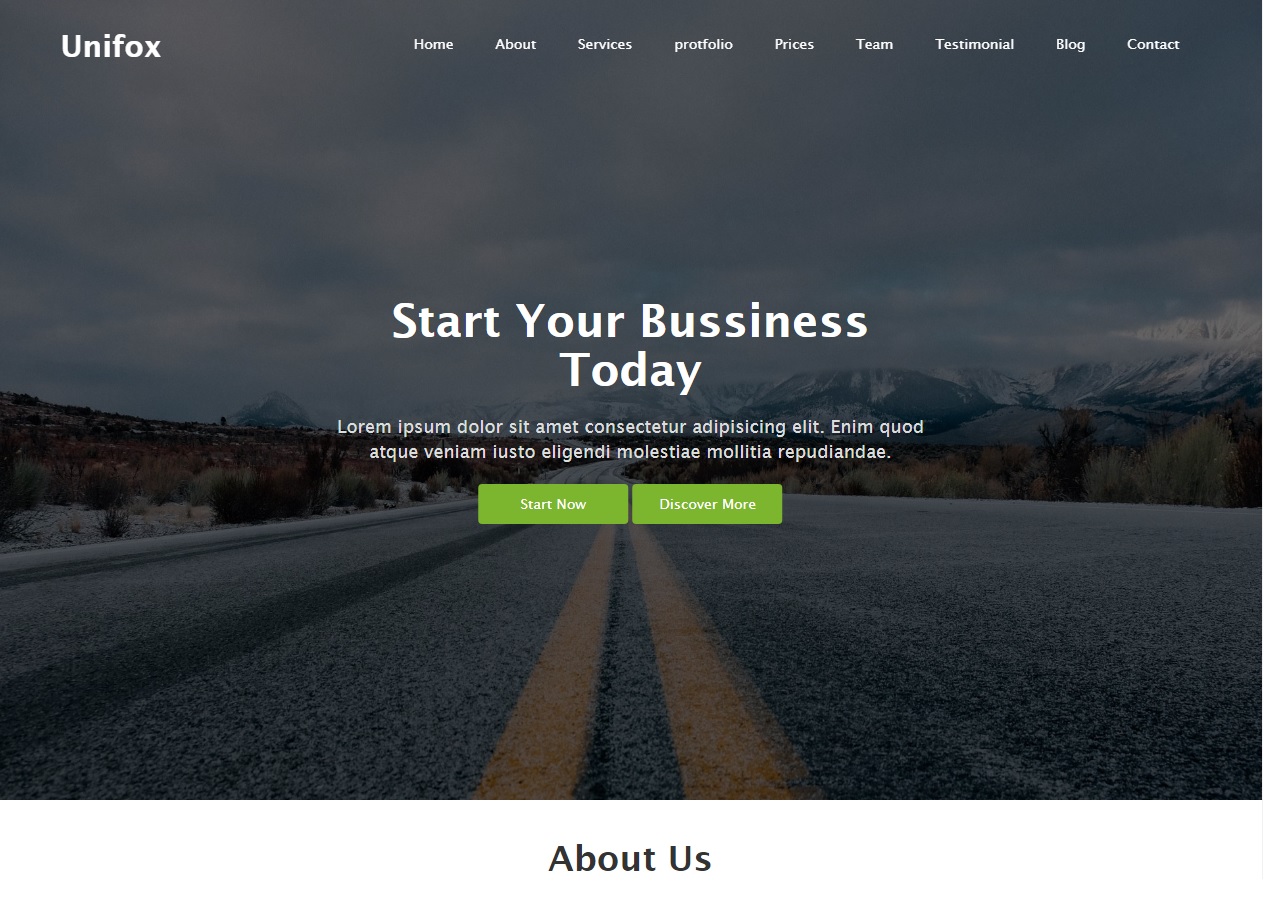 Unifox
Home About Services protfolio Prices Team Testimonial Blog Contact
Start Your Bussiness
Today
Lorem ipsum dolor sit amet consectetur adipisicing elit. Enim quod
atque veniam iusto eligendi molestiae mollitia repudiandae.
Start Now Discover More
About Us